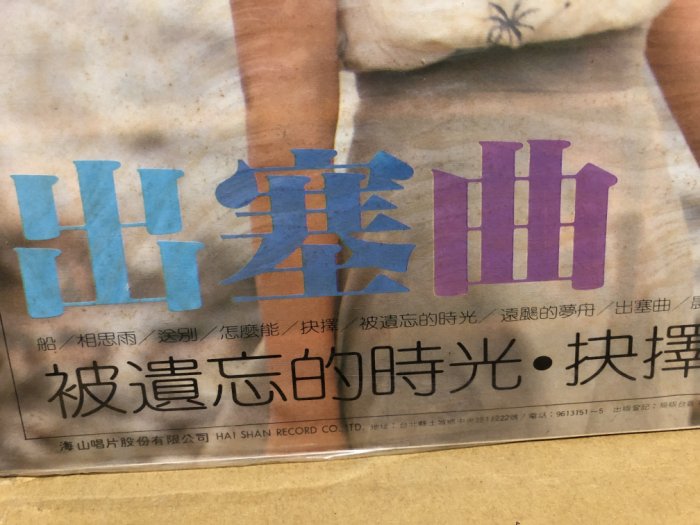 出塞曲
船／相思雨／送別／怎麼能／抉擇／被遺忘的時光／遠颺的夢舟／出塞曲／
被遺忘的時光・抉擇
海山唱片股份有限公司 HAI SHAN RECORD CO. LTD. 地址：台北縣土城鄉中央路 222號／電話：9613751－5 出版登記：